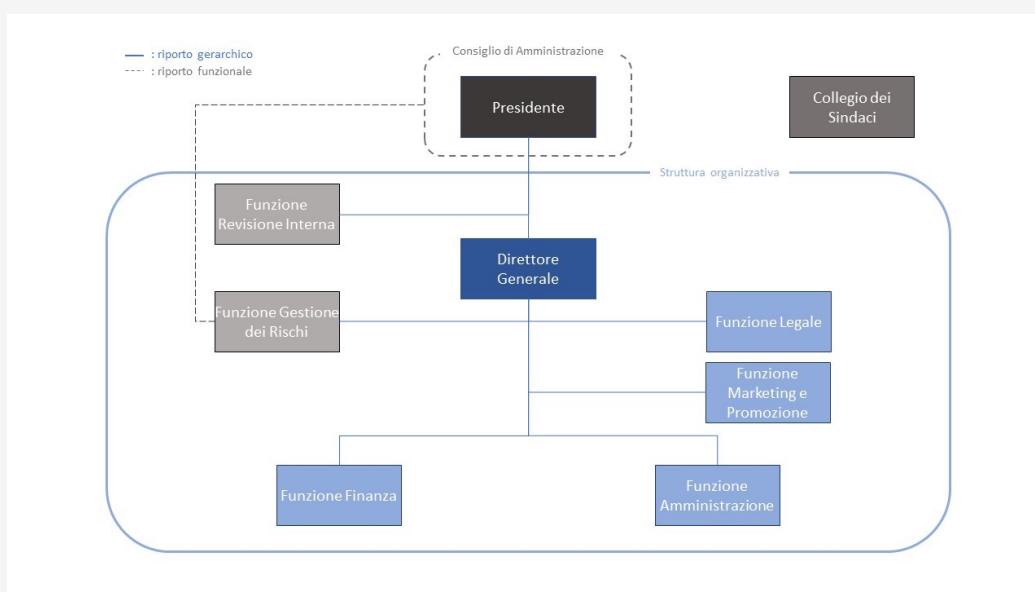 : riporto gerarchico
: riporto funzionale
Consiglio di Amministrazione
Presidente
Collegio dei
Sindaci
Struttura organizzativa
Funzione
Revisione Interna
Direttore
Generale
Funzione Gestione
dei Rischi
Funzione Legale
Funzione
Marketing e
Promozione
Funzione Finanza
Funzione
Amministrazione